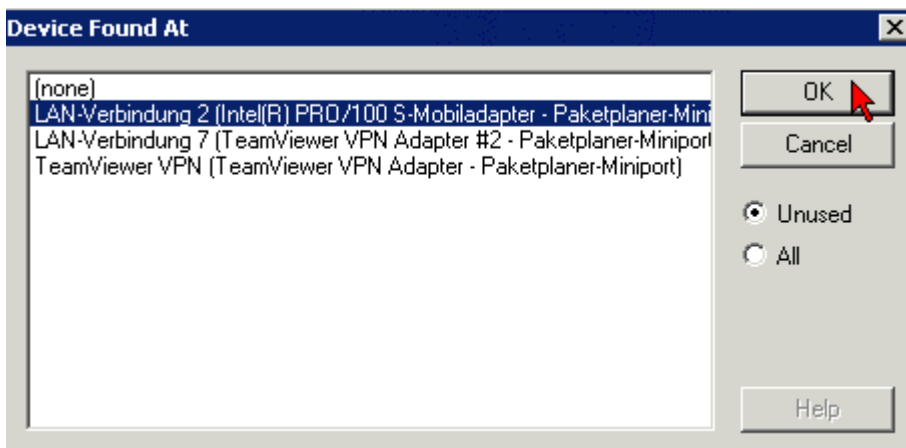 Device Found At
(none)
LAN-Verbindung 2 (Intel(R) PRO/100 S-Mobiladapter - Paketplaner-Mini
LAN-Verbindung 7 (TeamViewer VPN Adapter #2 - Paketplaner-Miniport
TeamViewer VPN (TeamViewer VPN Adapter - Paketplaner-Miniport)
OK
Cancel
Unused
All
Help